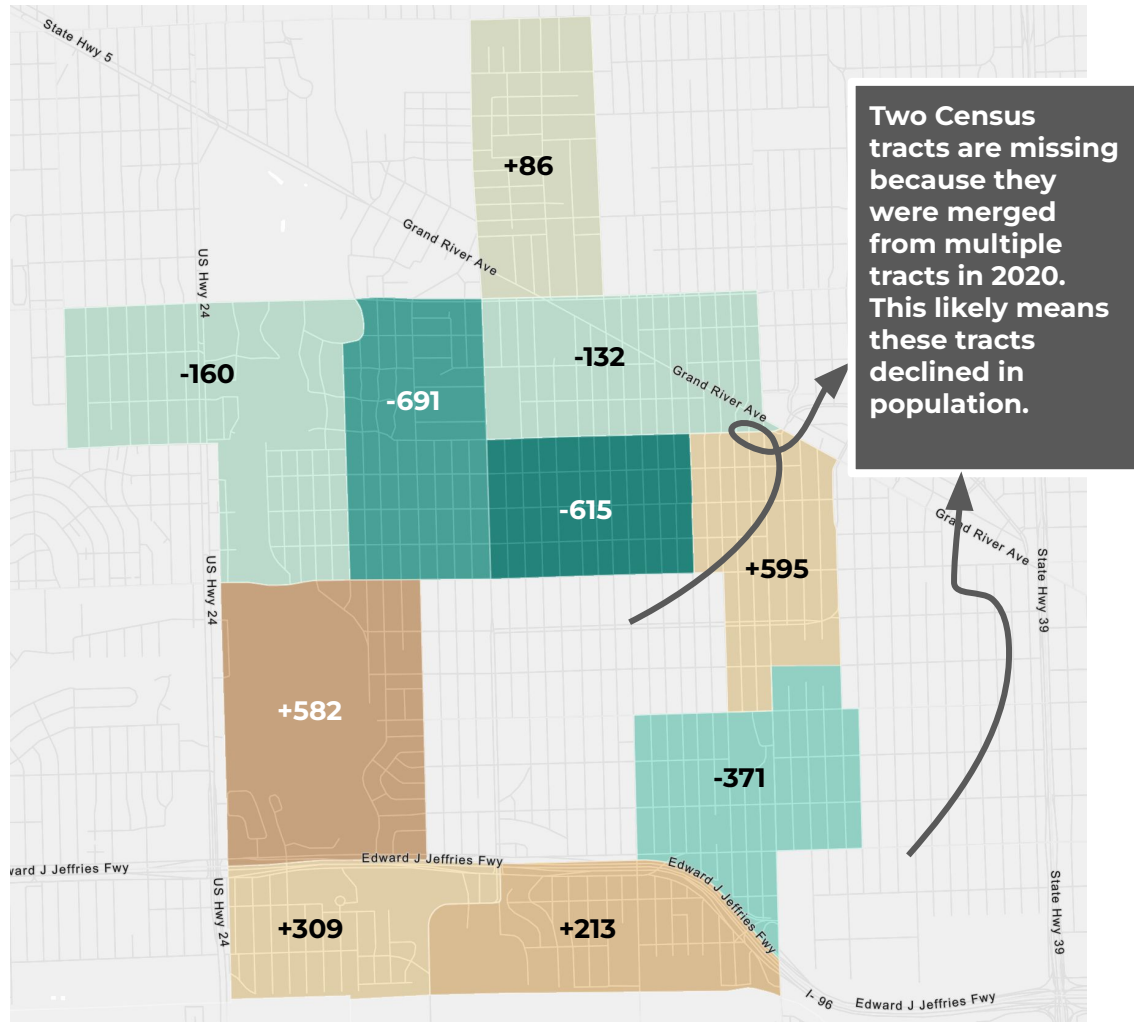 State Hwy 5
+86
Two Census
tracts are missing
because they
were merged
from multiple
tracts in 2020.
This likely means
these tracts
declined in
population.
Grand River Ave
US Hwy 24
-160
-691
-132
Grand River Ave
-615
+595
Grand River Ave
State Hwy 39
US Hwy 24
+582
-371
ward J Jeffries Fwy
Edward J Jeffries Fwy
Edward J Jeffries Fwy
US Hwy 24
+309
+213
State Hwy 39
I- 96
Edward J Jeffries Fwy